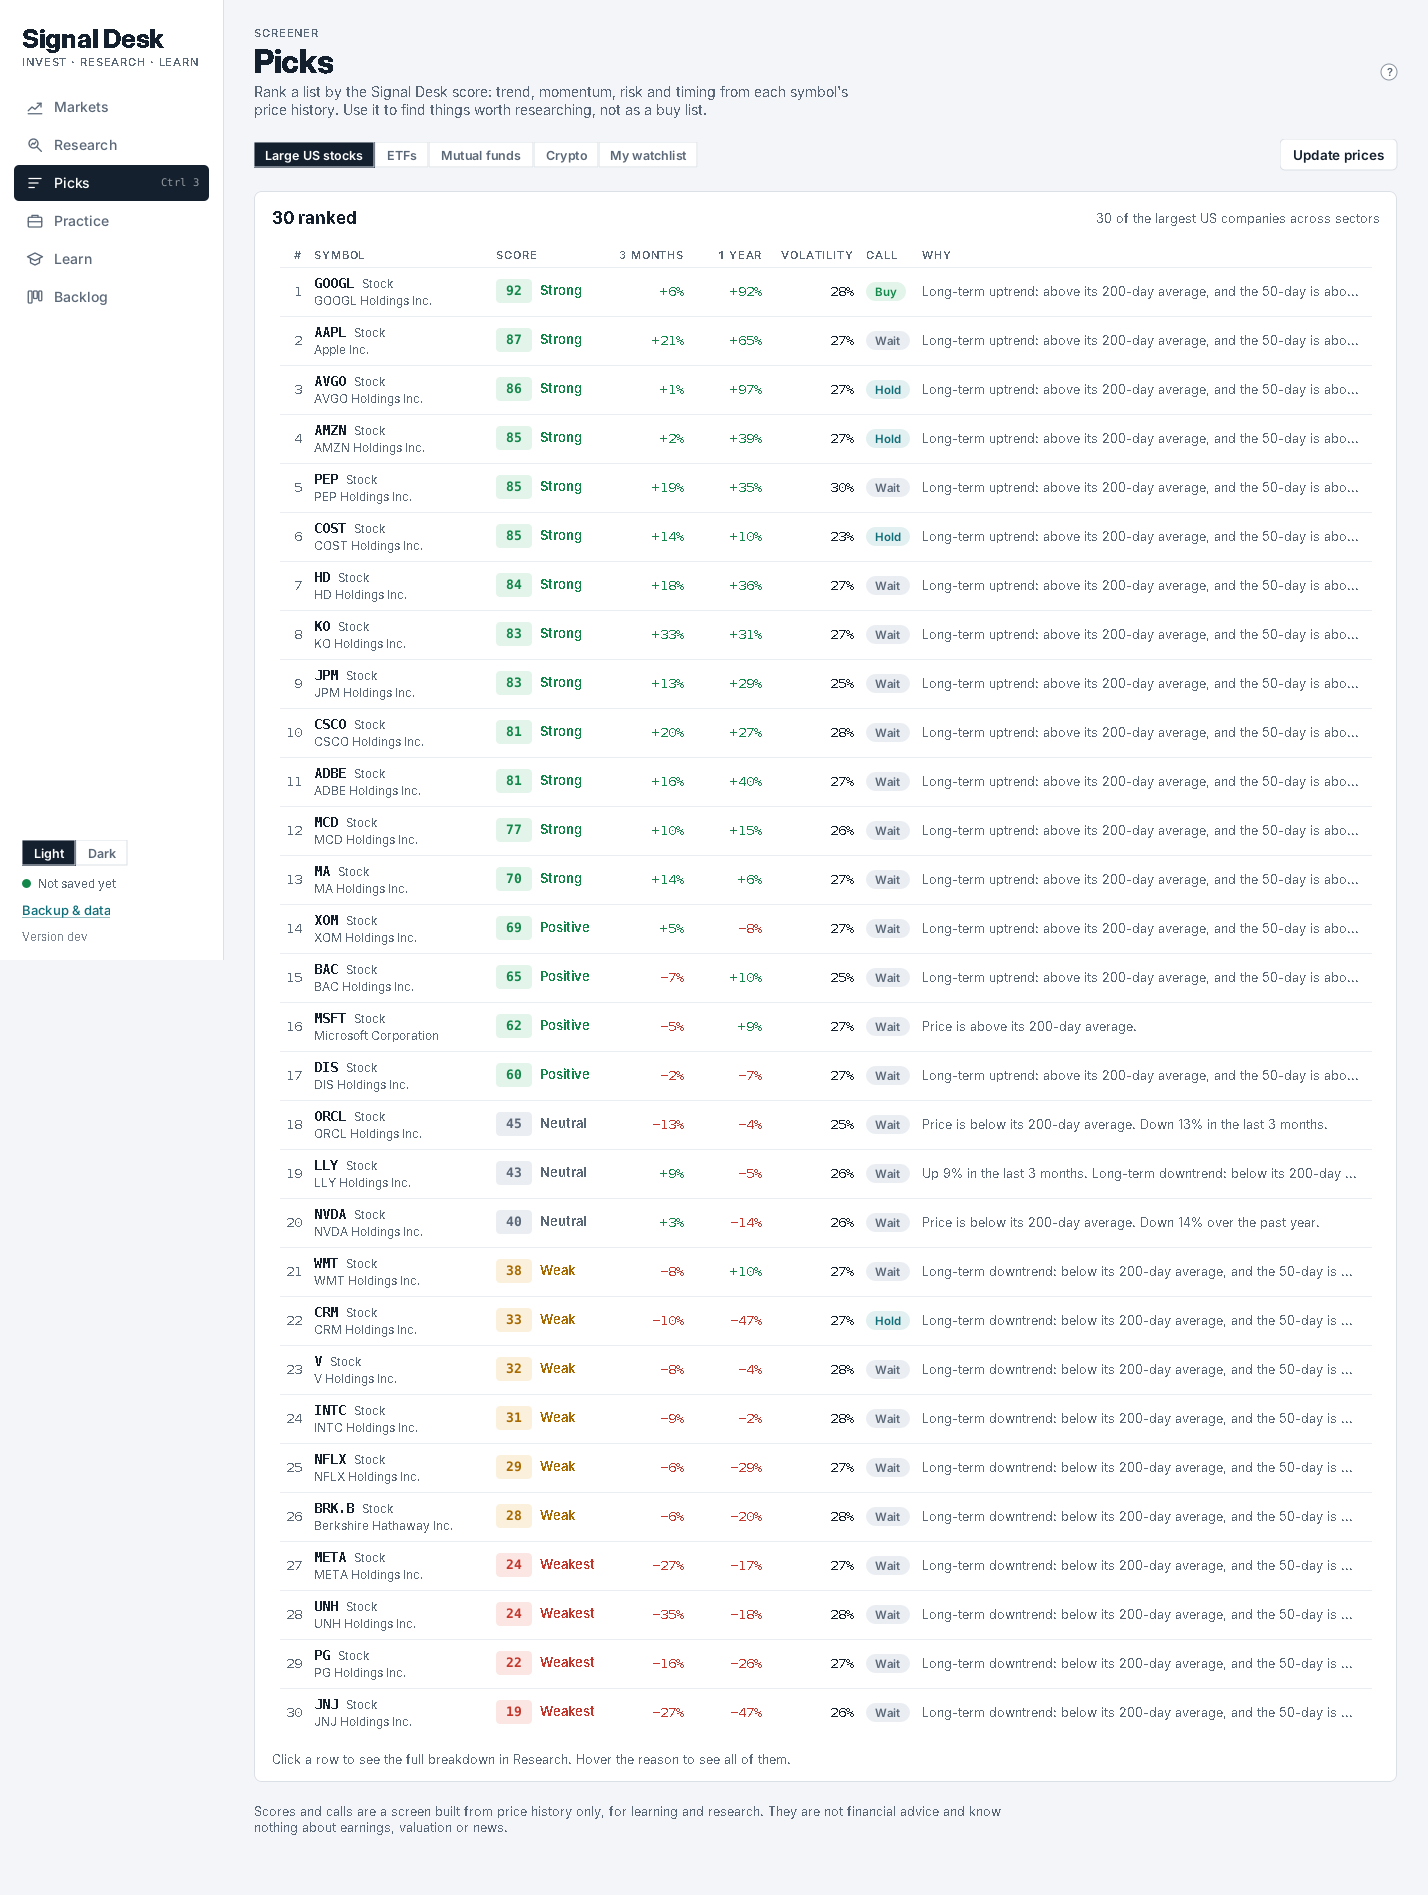 Signal Desk
INVEST · RESEARCH · LEARN
Markets
Research
Picks Ctrl 3
Practice
Learn
Backlog
Light Dark
Not saved yet
Backup & data
Version dev
SCREENER
Picks
?
Rank a list by the Signal Desk score: trend, momentum, risk and timing from each symbol's
price history. Use it to find things worth researching, not as a buy list.
Large US stocks ETFs Mutual funds Crypto My watchlist
Update prices
30 ranked
30 of the largest US companies across sectors
# SYMBOL SCORE 3 MONTHS 1 YEAR VOLATILITY CALL WHY
1 GOOGL Stock 92 Strong +6% +92% 28% Buy Long-term uptrend: above its 200-day average, and the 50-day is abo...
GOOGL Holdings Inc.
2 AAPL Stock 87 Strong +21% +65% 27% Wait Long-term uptrend: above its 200-day average, and the 50-day is abo...
Apple Inc.
3 AVGO Stock 86 Strong +1% +97% 27% Hold Long-term uptrend: above its 200-day average, and the 50-day is abo...
AVGO Holdings Inc.
4 AMZN Stock 85 Strong +2% +39% 27% Hold Long-term uptrend: above its 200-day average, and the 50-day is abo...
AMZN Holdings Inc.
5 PEP Stock 85 Strong +19% +35% 30% Wait Long-term uptrend: above its 200-day average, and the 50-day is abo...
PEP Holdings Inc.
6 COST Stock 85 Strong +14% +10% 23% Hold Long-term uptrend: above its 200-day average, and the 50-day is abo...
COST Holdings Inc.
7 HD Stock 84 Strong +18% +36% 27% Wait Long-term uptrend: above its 200-day average, and the 50-day is abo...
HD Holdings Inc.
8 KO Stock 83 Strong +33% +31% 27% Wait Long-term uptrend: above its 200-day average, and the 50-day is abo...
KO Holdings Inc.
9 JPM Stock 83 Strong +13% +29% 25% Wait Long-term uptrend: above its 200-day average, and the 50-day is abo...
JPM Holdings Inc.
10 CSCO Stock 81 Strong +20% +27% 28% Wait Long-term uptrend: above its 200-day average, and the 50-day is abo...
CSCO Holdings Inc.
11 ADBE Stock 81 Strong +16% +40% 27% Wait Long-term uptrend: above its 200-day average, and the 50-day is abo...
ADBE Holdings Inc.
12 MCD Stock 77 Strong +10% +15% 26% Wait Long-term uptrend: above its 200-day average, and the 50-day is abo...
MCD Holdings Inc.
13 MA Stock 70 Strong +14% +6% 27% Wait Long-term uptrend: above its 200-day average, and the 50-day is abo...
MA Holdings Inc.
14 XOM Stock 69 Positive +5% −8% 27% Wait Long-term uptrend: above its 200-day average, and the 50-day is abo...
XOM Holdings Inc.
15 BAC Stock 65 Positive −7% +10% 25% Wait Long-term uptrend: above its 200-day average, and the 50-day is abo...
BAC Holdings Inc.
16 MSFT Stock 62 Positive −5% +9% 27% Wait Price is above its 200-day average.
Microsoft Corporation
17 DIS Stock 60 Positive −2% −7% 27% Wait Long-term uptrend: above its 200-day average, and the 50-day is abo...
DIS Holdings Inc.
18 ORCL Stock 45 Neutral −13% −4% 25% Wait Price is below its 200-day average. Down 13% in the last 3 months.
ORCL Holdings Inc.
19 LLY Stock 43 Neutral +9% −5% 26% Wait Up 9% in the last 3 months. Long-term downtrend: below its 200-day ...
LLY Holdings Inc.
20 NVDA Stock 40 Neutral +3% −14% 26% Wait Price is below its 200-day average. Down 14% over the past year.
NVDA Holdings Inc.
21 WMT Stock 38 Weak −8% +10% 27% Wait Long-term downtrend: below its 200-day average, and the 50-day is ...
WMT Holdings Inc.
22 CRM Stock 33 Weak −10% −47% 27% Hold Long-term downtrend: below its 200-day average, and the 50-day is ...
CRM Holdings Inc.
23 V Stock 32 Weak −8% −4% 28% Wait Long-term downtrend: below its 200-day average, and the 50-day is ...
V Holdings Inc.
24 INTC Stock 31 Weak −9% −2% 28% Wait Long-term downtrend: below its 200-day average, and the 50-day is ...
INTC Holdings Inc.
25 NFLX Stock 29 Weak −6% −29% 27% Wait Long-term downtrend: below its 200-day average, and the 50-day is ...
NFLX Holdings Inc.
26 BRK.B Stock 28 Weak −6% −20% 28% Wait Long-term downtrend: below its 200-day average, and the 50-day is ...
Berkshire Hathaway Inc.
27 META Stock 24 Weakest −27% −17% 27% Wait Long-term downtrend: below its 200-day average, and the 50-day is ...
META Holdings Inc.
28 UNH Stock 24 Weakest −35% −18% 28% Wait Long-term downtrend: below its 200-day average, and the 50-day is ...
UNH Holdings Inc.
29 PG Stock 22 Weakest −16% −26% 27% Wait Long-term downtrend: below its 200-day average, and the 50-day is ...
PG Holdings Inc.
30 JNJ Stock 19 Weakest −27% −47% 26% Wait Long-term downtrend: below its 200-day average, and the 50-day is ...
JNJ Holdings Inc.
Click a row to see the full breakdown in Research. Hover the reason to see all of them.
Scores and calls are a screen built from price history only, for learning and research. They are not financial advice and know
nothing about earnings, valuation or news.